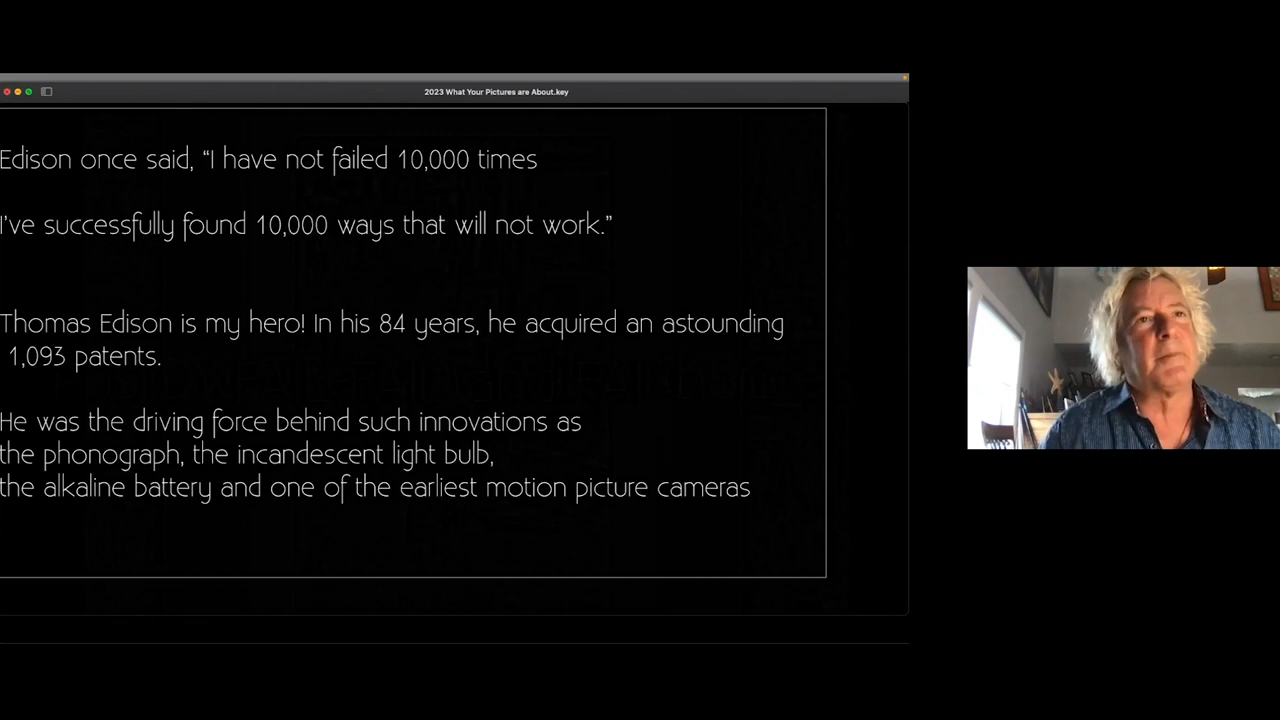 2023 What Your Pictures are About.key
Edison once said, “I have not failed 10,000 times
I’ve successfully found 10,000 ways that will not work.”
Thomas Edison is my hero! In his 84 years, he acquired an astounding
1,093 patents.
He was the driving force behind such innovations as
the phonograph, the incandescent light bulb,
the alkaline battery and one of the earliest motion picture cameras